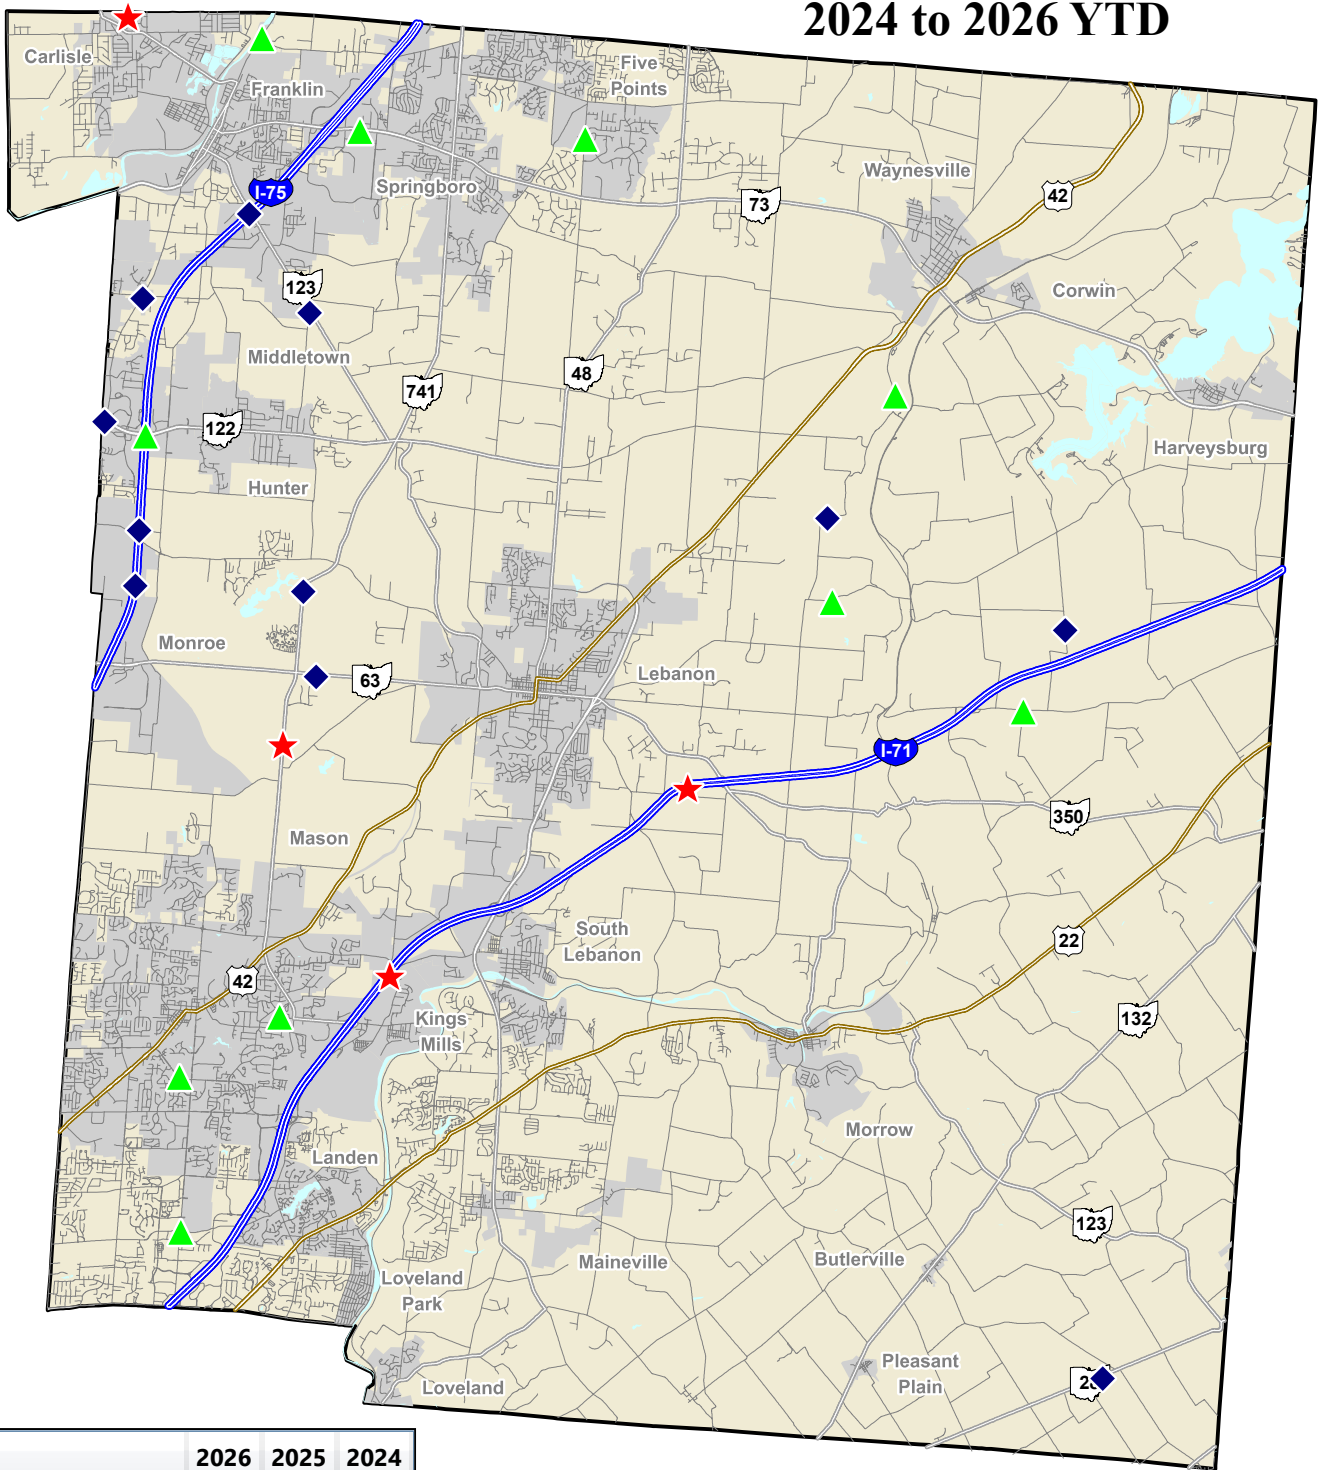 2024 to 2026 YTD
Carlisle
Franklin
Five
Points
I-75
Springboro
Waynesville
42
73
123
Corwin
Middletown
48
741
122
Harveysburg
Hunter
Monroe
63
Lebanon
I-71
350
Mason
South
Lebanon
22
42
Kings
Mills
132
Morrow
Landen
123
Butlerville
Maineville
Loveland
Park
Pleasant
Plain
Loveland
2026 2025 2024